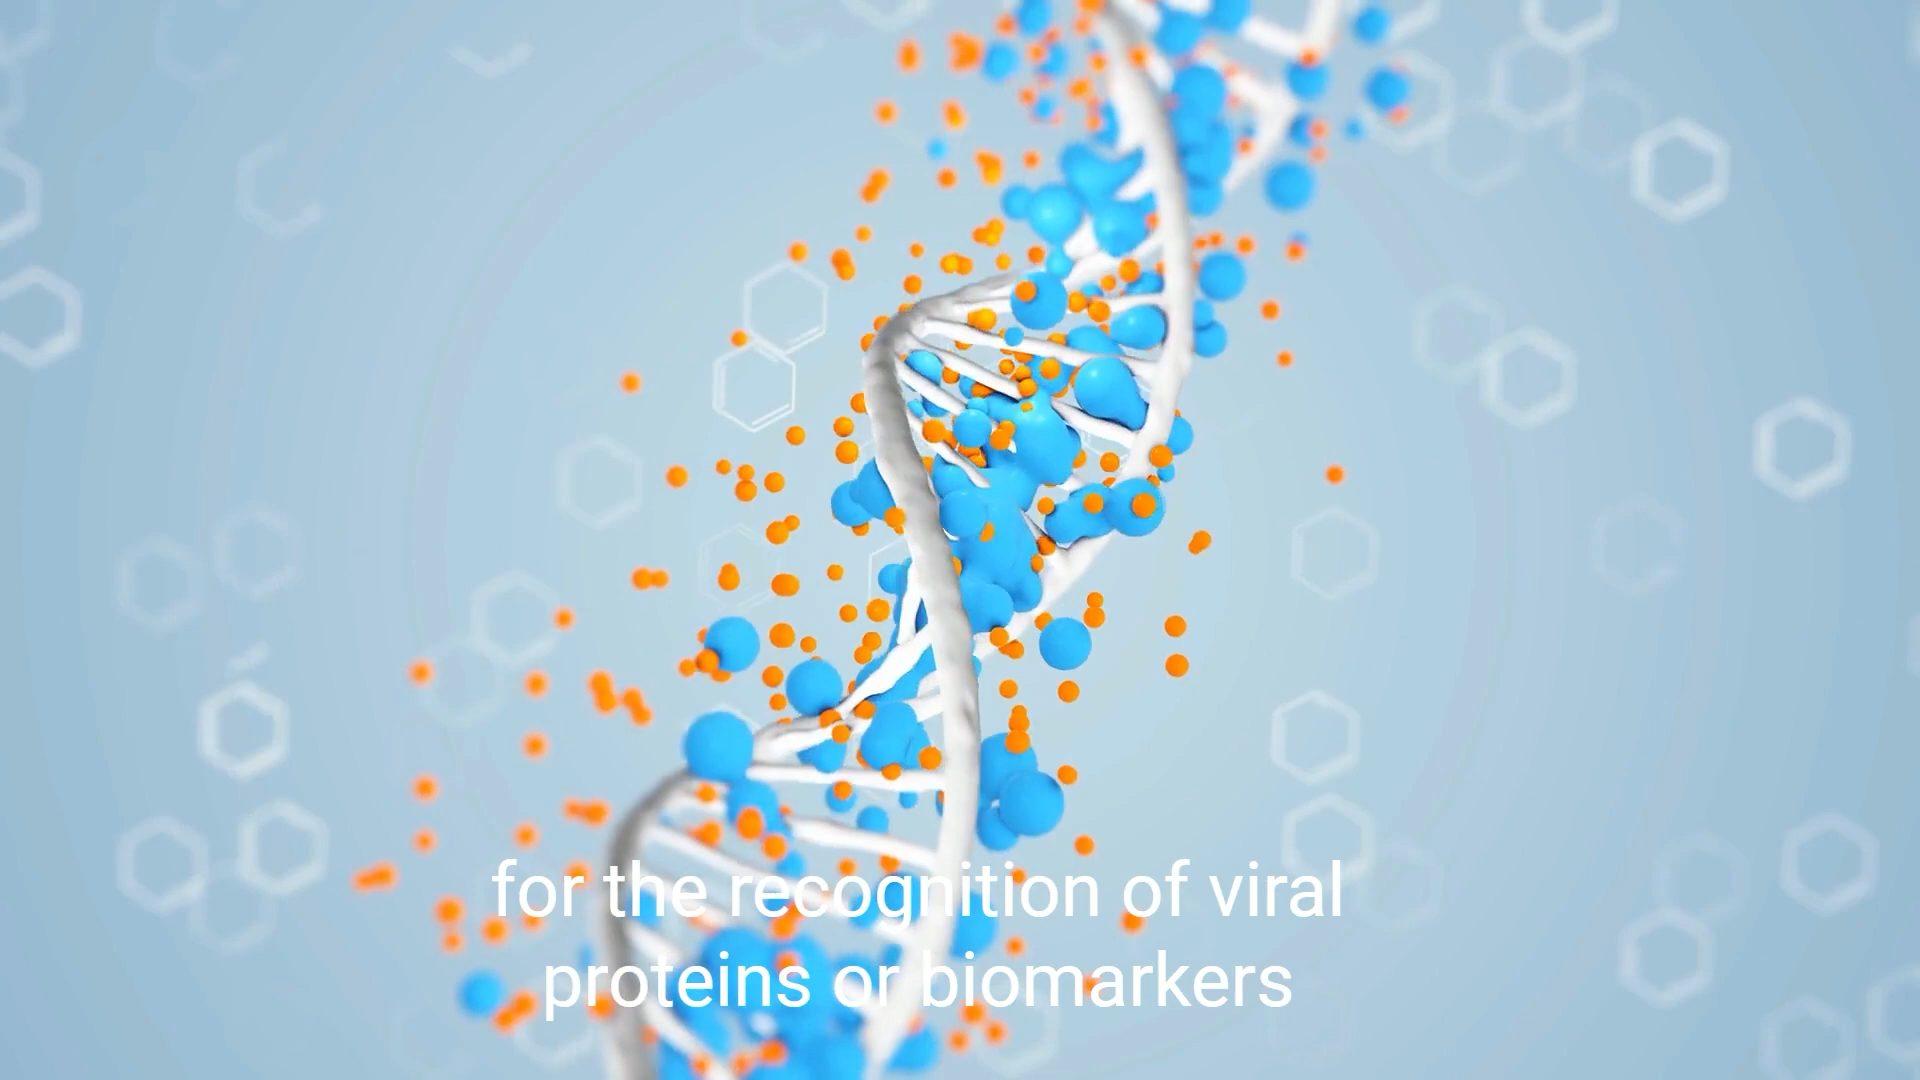 for the recognition of viral
proteins or biomarkers